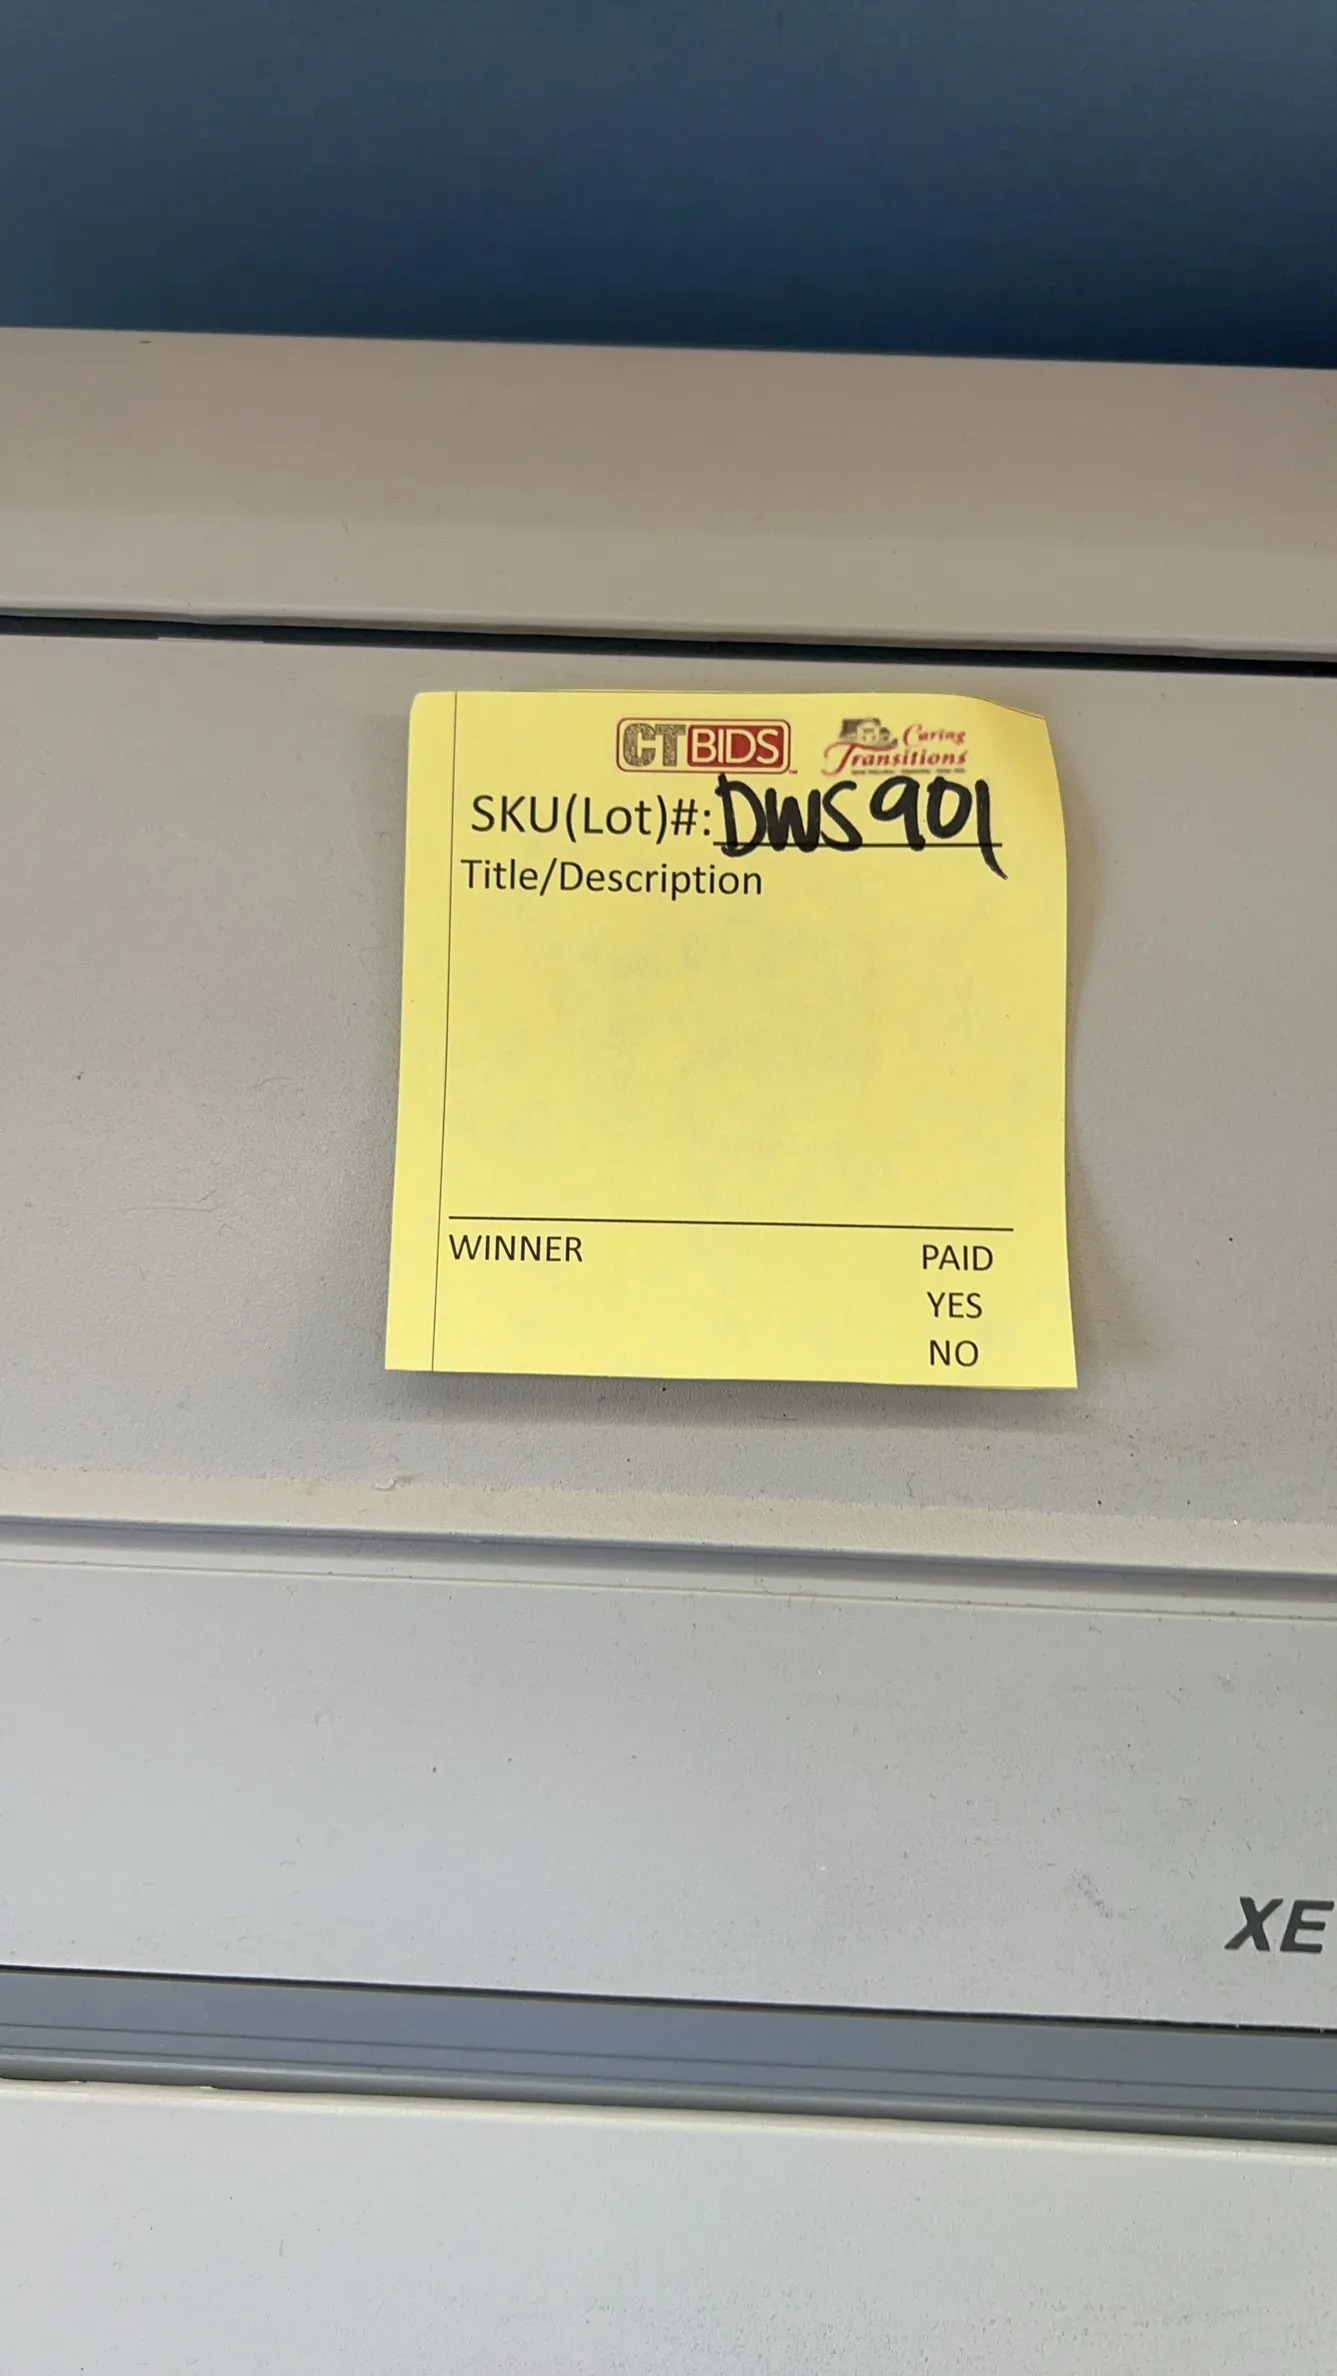 CTBIDS Caring Transitions
SKU(Lot)#: DWS901
Title/Description
WINNER PAID
YES
NO
XE